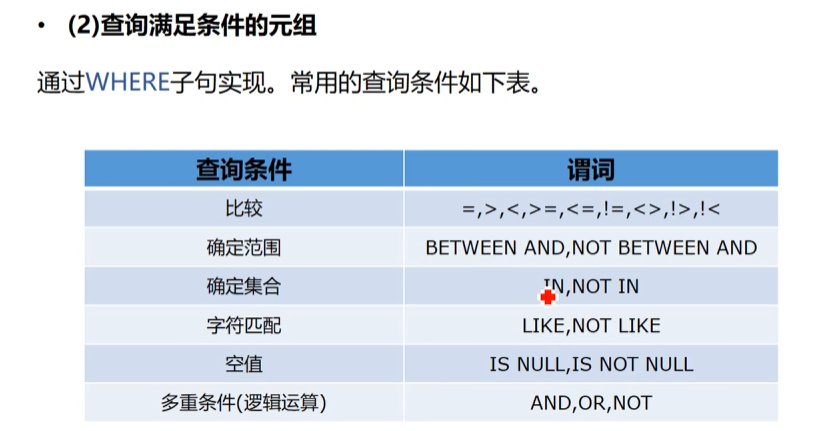 • (2)查询满足条件的元组
通过WHERE子句实现。常用的查询条件如下表。
查询条件 谓词
比较 =,>,<,>=,<=,!=,<>,!>,!<
确定范围 BETWEEN AND,NOT BETWEEN AND
确定集合 IN,NOT IN
字符匹配 LIKE,NOT LIKE
空值 IS NULL,IS NOT NULL
多重条件(逻辑运算) AND,OR,NOT